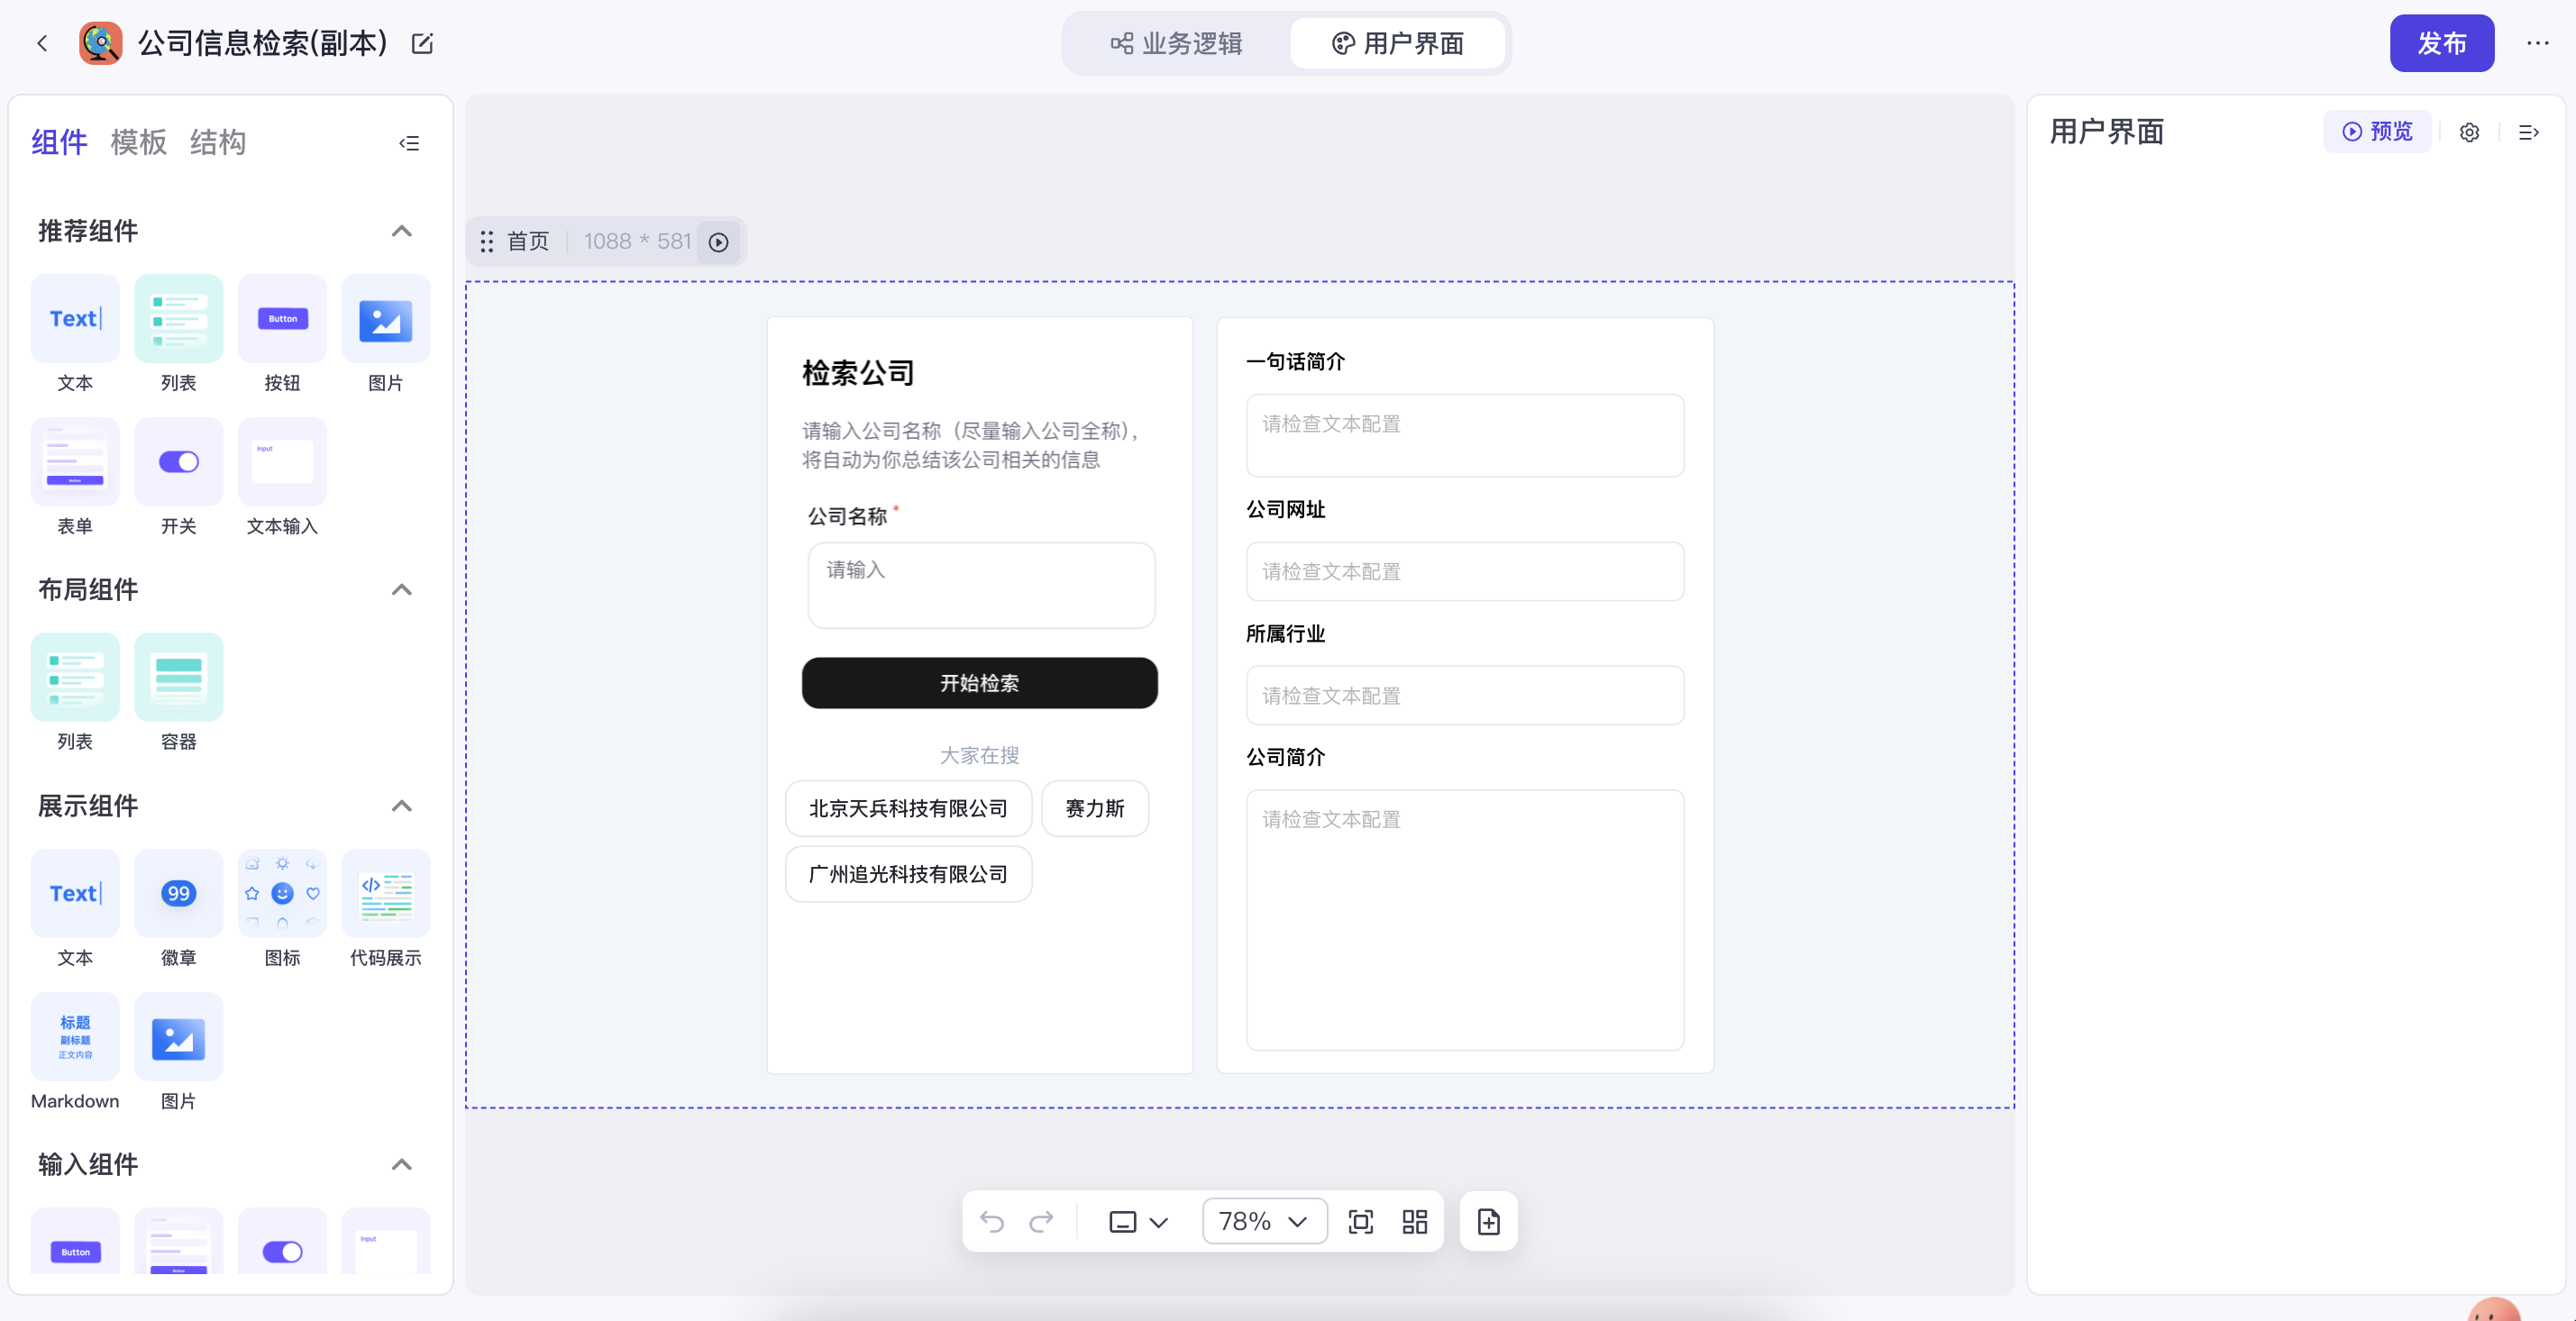 公司信息检索(副本)
业务逻辑
用户界面
发布
组件 模板 结构
推荐组件
Text
Button
文本 列表 按钮 图片
Input
表单 开关 文本输入
布局组件
列表 容器
展示组件
Text
99
文本 徽章 图标 代码展示
标题
副标题
正文内容
Markdown 图片
输入组件
Button
Input
首页 1088 * 581
检索公司
请输入公司名称（尽量输入公司全称），
将自动为你总结该公司相关的信息
公司名称 *
请输入
开始检索
大家在搜
北京天兵科技有限公司 赛力斯
广州追光科技有限公司
一句话简介
请检查文本配置
公司网址
请检查文本配置
所属行业
请检查文本配置
公司简介
请检查文本配置
78%
用户界面
预览